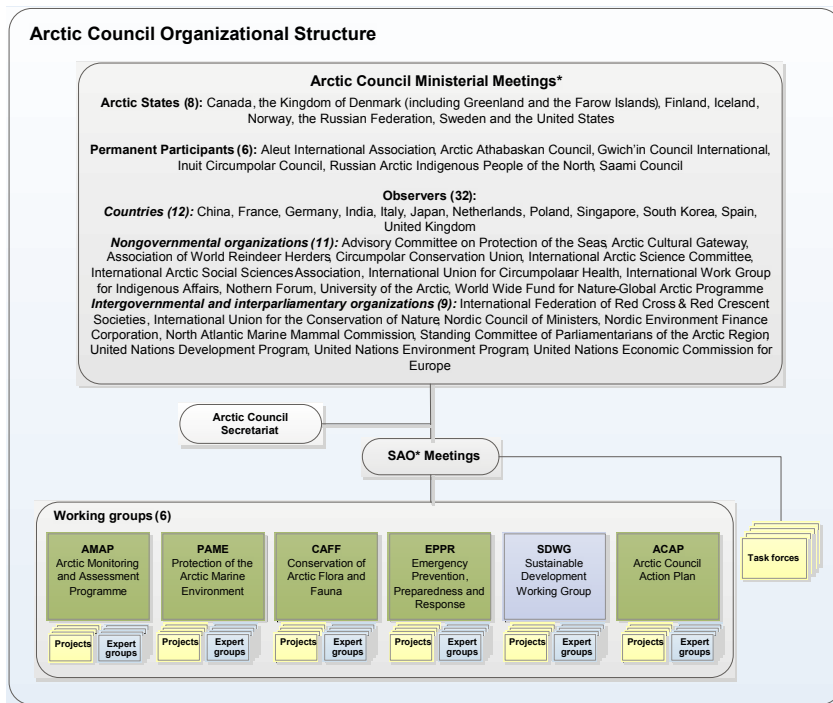 Arctic Council Organizational Structure
Arctic Council Ministerial Meetings*
Arctic States (8): Canada, the Kingdom of Denmark (including Greenland and the Farow Islands), Finland, Iceland,
Norway, the Russian Federation, Sweden and the United States
Permanent Participants (6): Aleut International Association, Arctic Athabaskan Council, Gwich'in Council International,
Inuit Circumpolar Council, Russian Arctic Indigenous People of the North, Saami Council
Observers (32):
Countries (12): China, France, Germany, India, Italy, Japan, Netherlands, Poland, Singapore, South Korea, Spain,
United Kingdom
Nongovernmental organizations (11): Advisory Committee on Protection of the Seas, Arctic Cultural Gateway,
Association of World Reindeer Herders, Circumpolar Conservation Union, International Arctic Science Committee,
International Arctic Social Sciences Association, International Union for Circumpolaar Health, International Work Group
for Indigenous Affairs, Nothern Forum, University of the Arctic, World Wide Fund for Nature-Global Arctic Programme
Intergovernmental and interparliamentary organizations (9): International Federation of Red Cross & Red Crescent
Societies, International Union for the Conservation of Nature, Nordic Council of Ministers, Nordic Environment Finance
Corporation, North Atlantic Marine Mammal Commission, Standing Committee of Parliamentarians of the Arctic Region,
United Nations Development Program, United Nations Environment Program, United Nations Economic Commission for
Europe
Arctic Council
Secretariat
SAO* Meetings
Working groups (6)
AMAP
Arctic Monitoring
and Assessment
Programme
PAME
Protection of the
Arctic Marine
Environment
CAFF
Conservation of
Arctic Flora and
Fauna
EPPR
Emergency
Prevention,
Preparedness and
Response
SDWG
Sustainable
Development
Working Group
ACAP
Arctic Council
Action Plan
Task forces
Projects
Expert
groups
Projects
Expert
groups
Projects
Expert
groups
Projects
Expert
groups
Projects
Expert
groups
Projects
Expert
groups